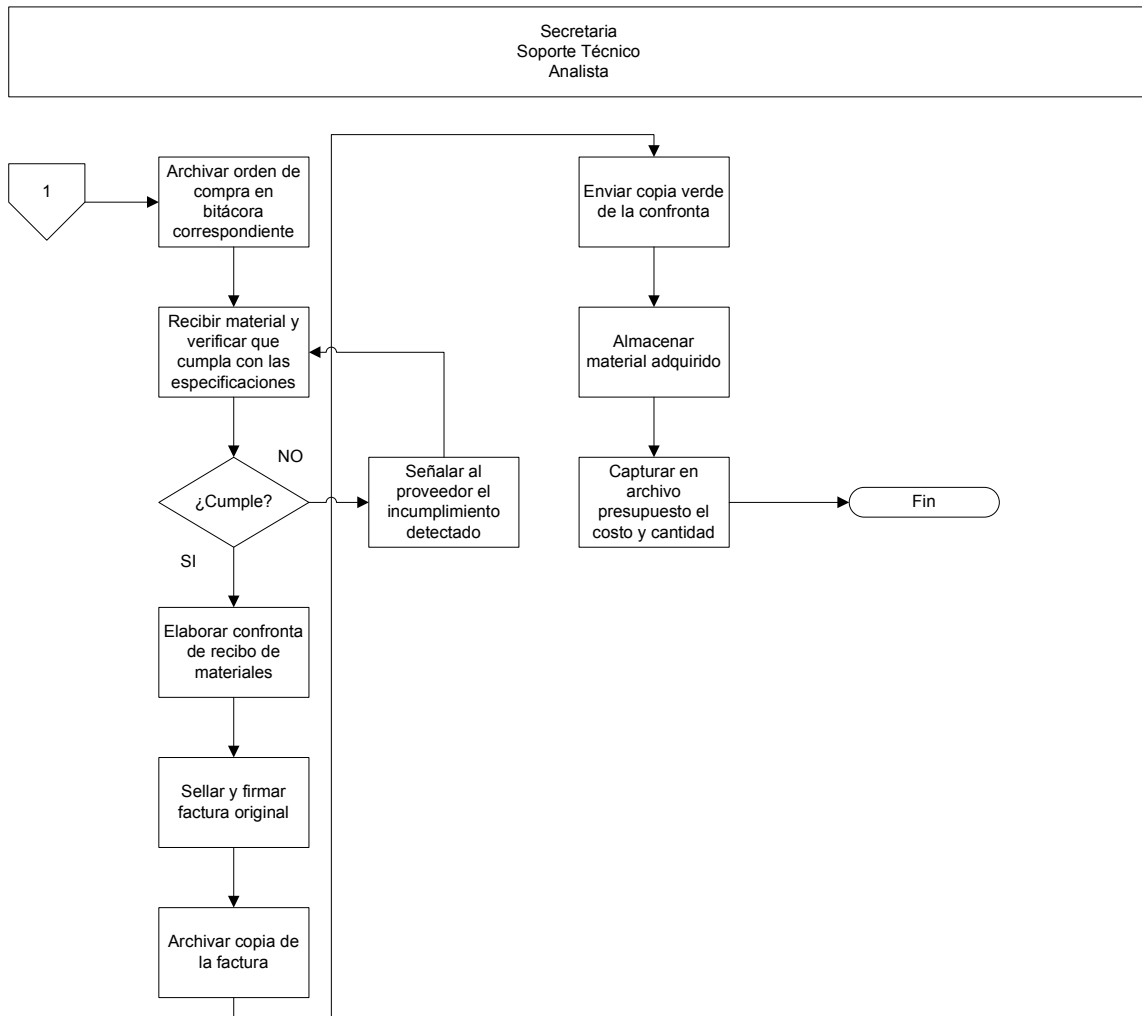 Secretaria
Soporte Técnico
Analista
1
Archivar orden de
compra en
bitácora
correspondiente
Recibir material y
verificar que
cumpla con las
especificaciones
¿Cumple?
NO
SI
Señalar al
proveedor el
incumplimiento
detectado
Elaborar confronta
de recibo de
materiales
Sellar y firmar
factura original
Archivar copia de
la factura
Enviar copia verde
de la confronta
Almacenar
material adquirido
Capturar en
archivo
presupuesto el
costo y cantidad
Fin